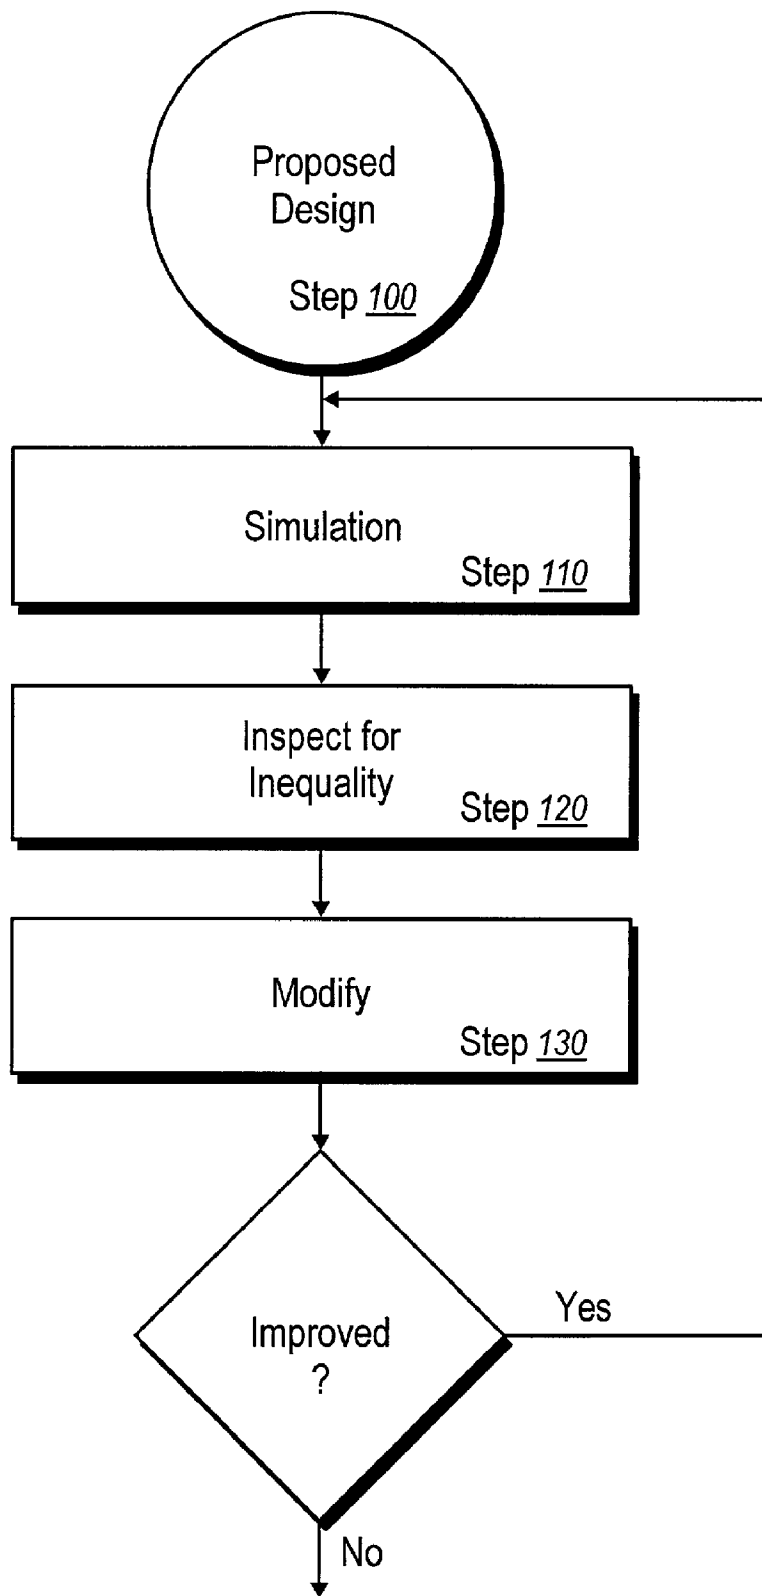 Proposed
Design
Step 100
Simulation
Step 110
Inspect for
Inequality
Step 120
Modify
Step 130
Improved
?
Yes
No